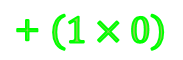 + (1 × 0)